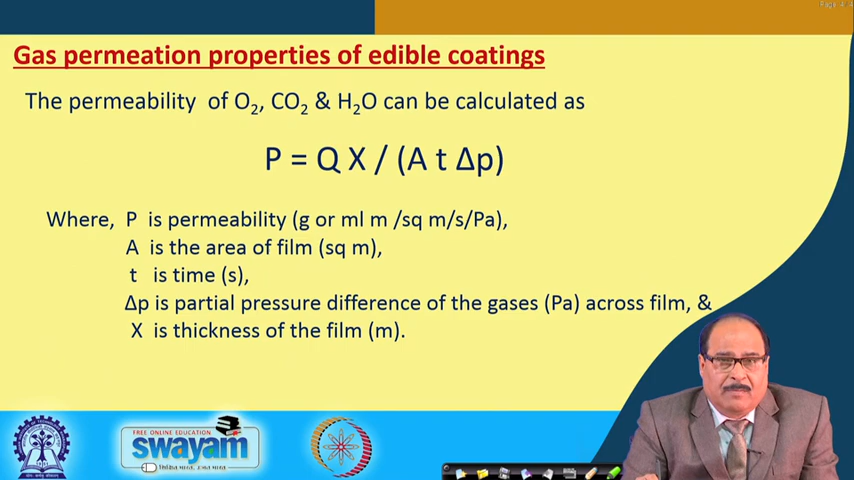 Gas permeation properties of edible coatings
The permeability of O₂, CO₂ & H₂O can be calculated as
P = Q X / (A t Δp)
Where, P is permeability (g or ml m /sq m/s/Pa),
A is the area of film (sq m),
t is time (s),
Δp is partial pressure difference of the gases (Pa) across film, &
X is thickness of the film (m).
FREE ONLINE EDUCATION
swayam